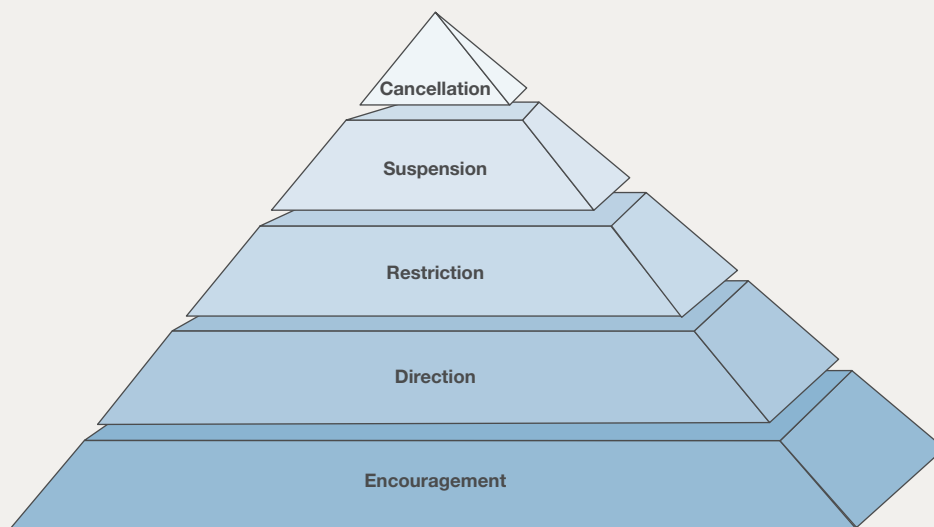 Cancellation
Suspension
Restriction
Direction
Encouragement